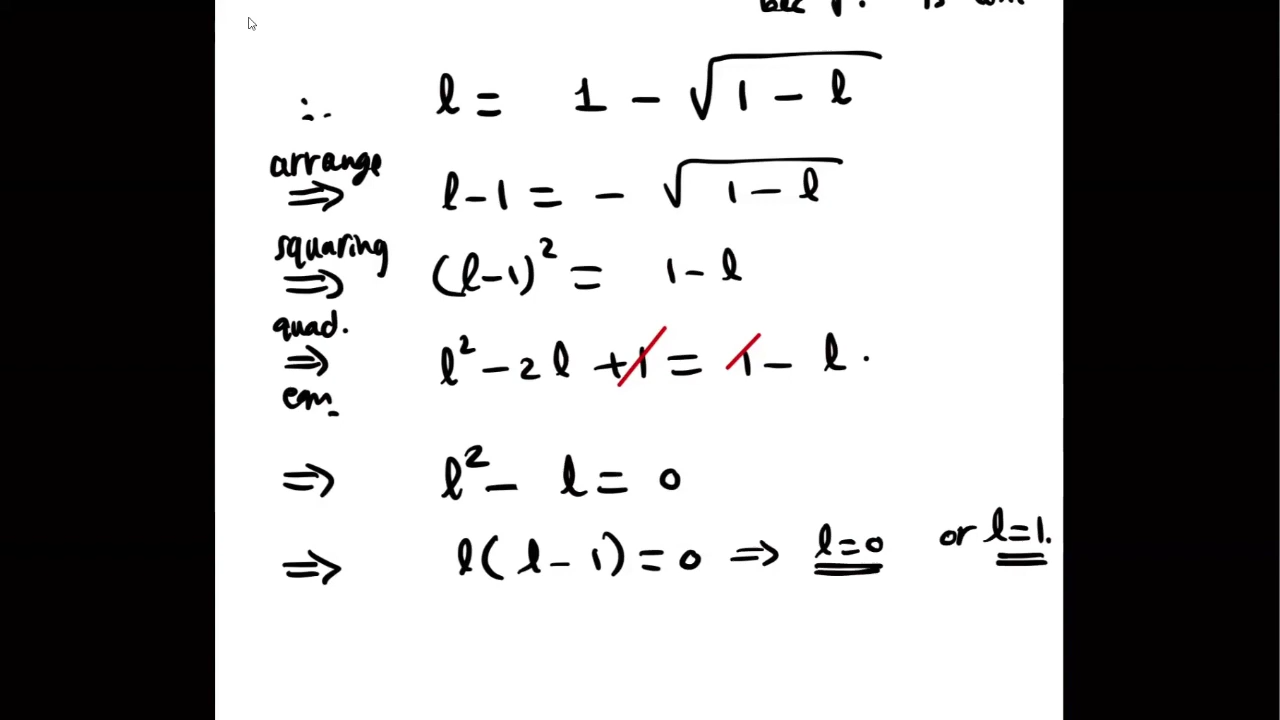 ∴ l = 1 - √(1 - l)
arrange ⇒ l - 1 = - √(1 - l)
squaring ⇒ (l-1)² = 1 - l
quad. ⇒ eqn. l² - 2l + 1 = 1 - l.
⇒ l² - l = 0
⇒ l(l - 1) = 0 ⇒ l=0 or l=1.